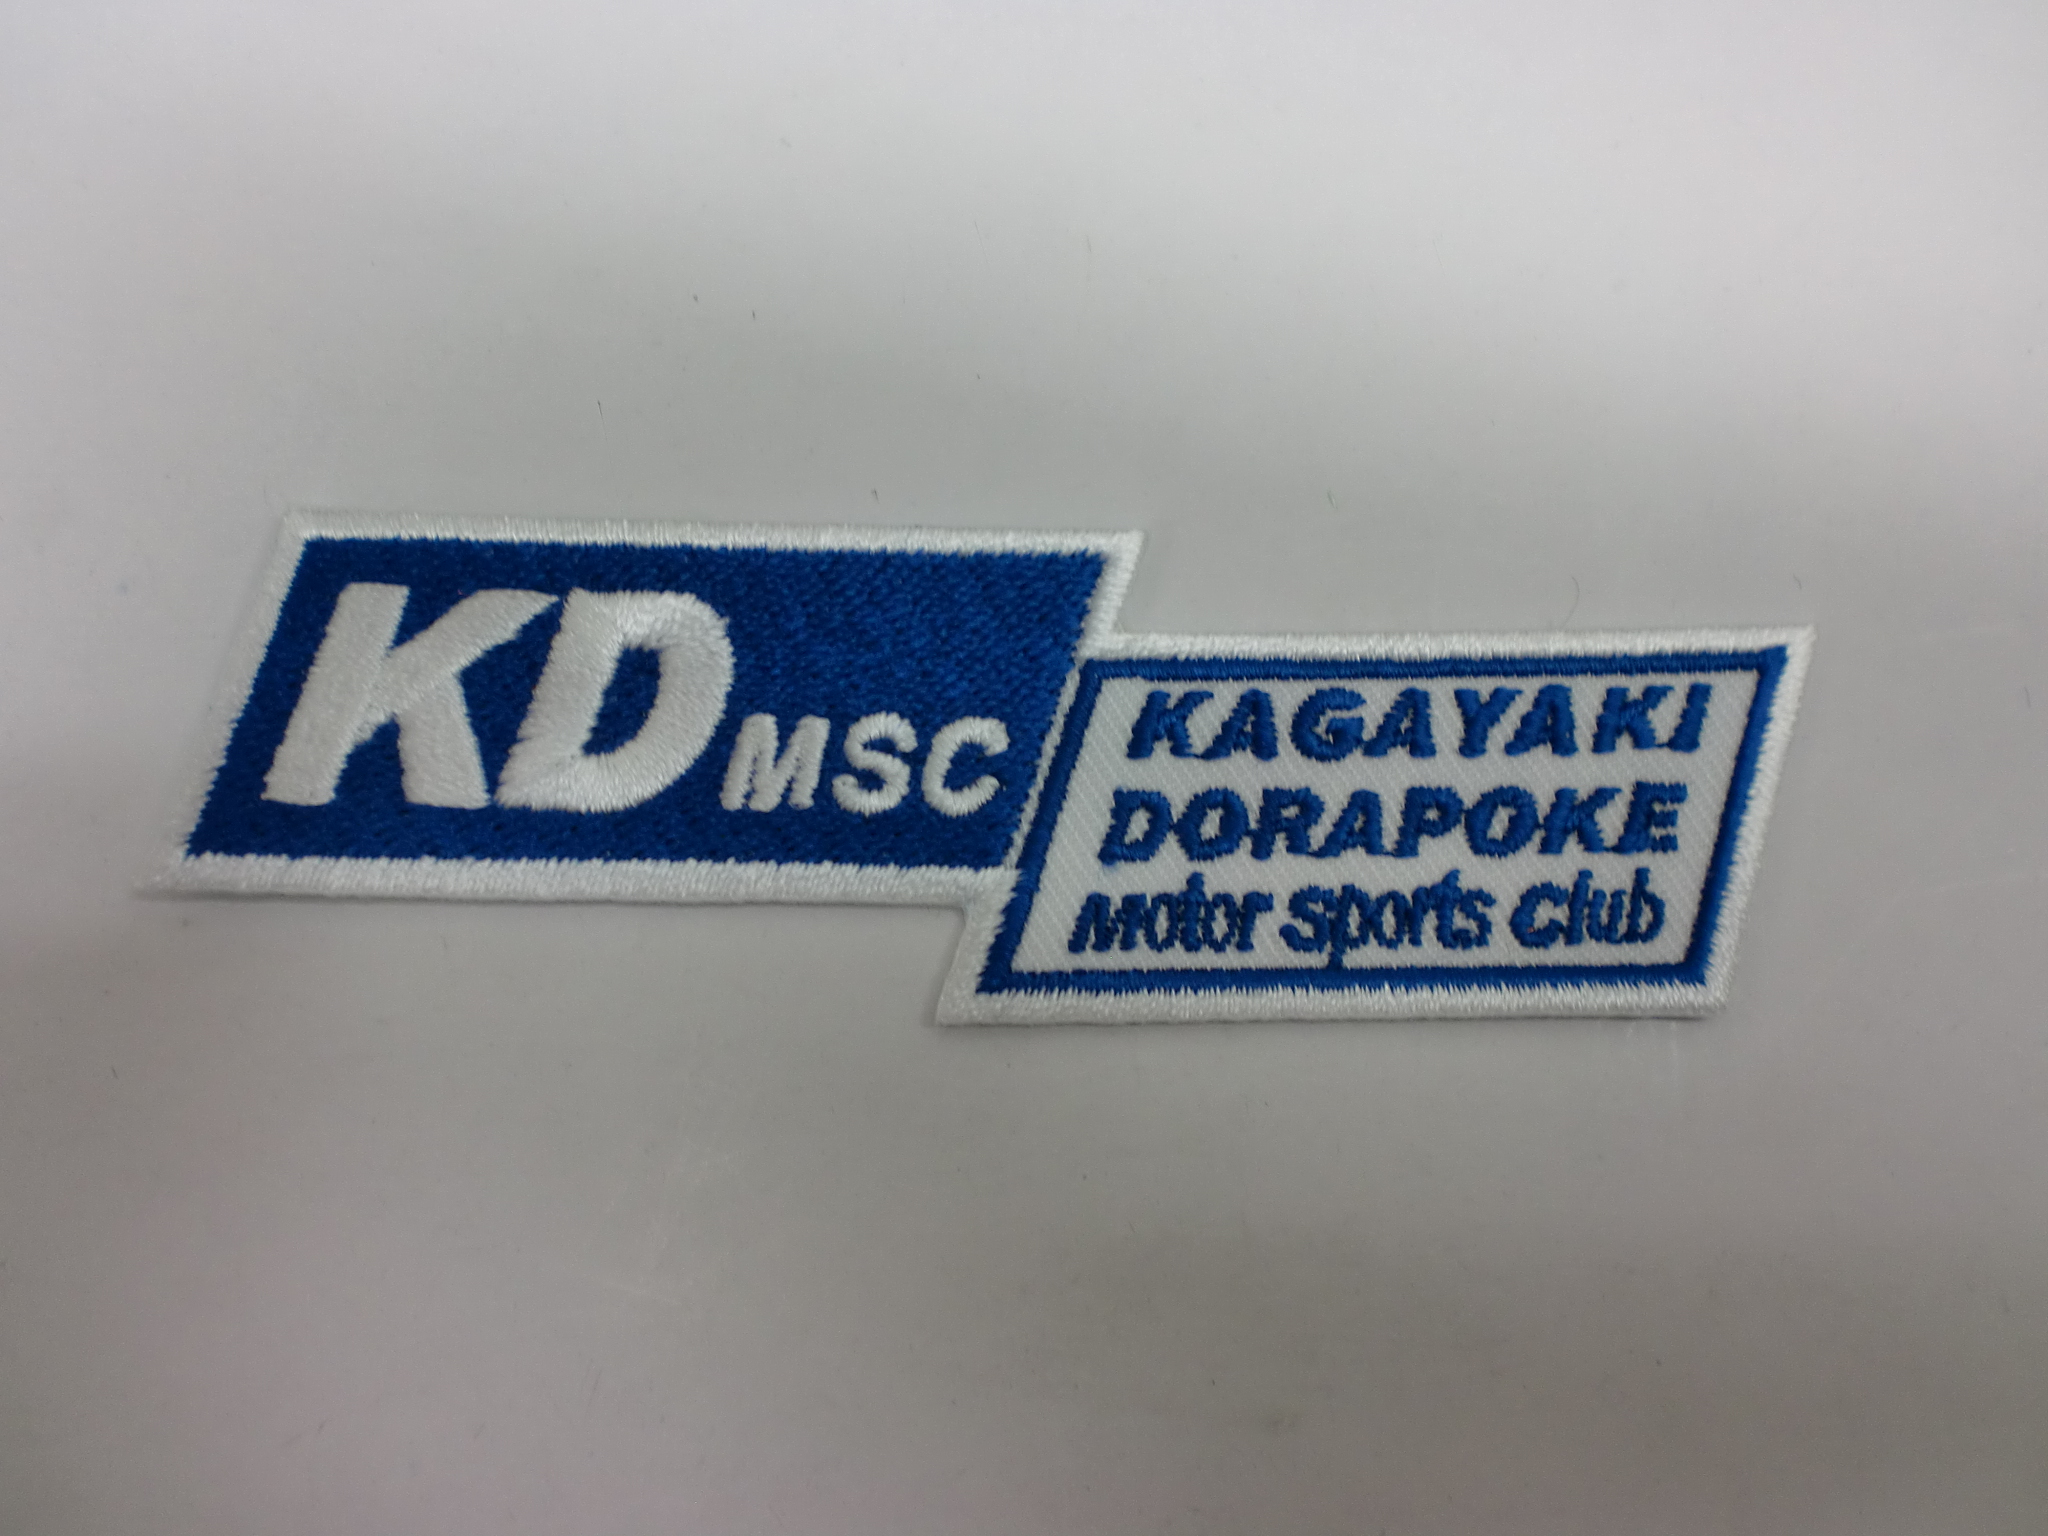 KD MSC
KAGAYAKI
DORAPOKE
Motor Sports Club